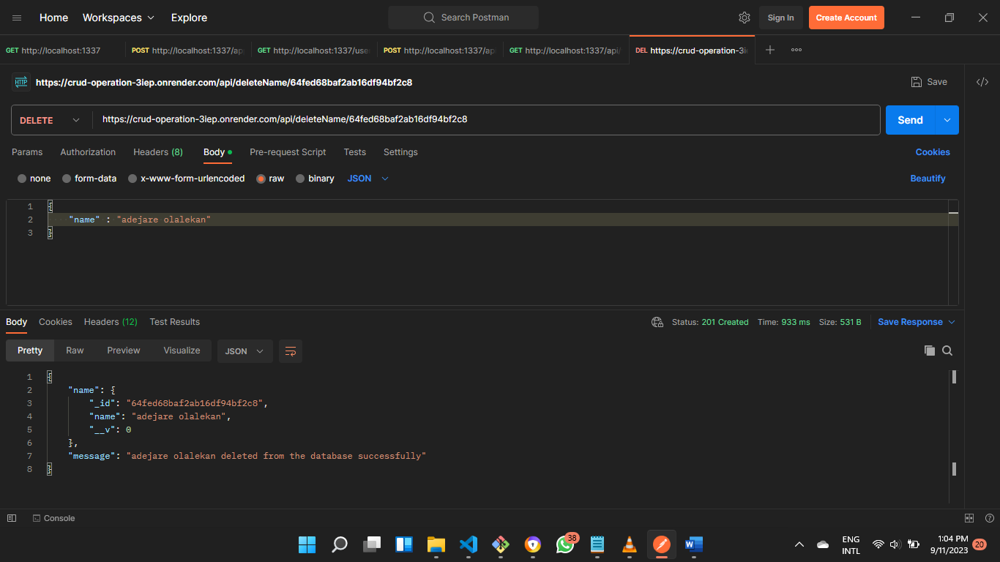 Home Workspaces Explore Search Postman Sign In Create Account
GET http://localhost:1337 POST http://localhost:1337/ap GET http://localhost:1337/use POST http://localhost:1337/ap GET http://localhost:1337/api/ DEL https://crud-operation-3i
HTTP https://crud-operation-3iep.onrender.com/api/deleteName/64fed68baf2ab16df94bf2c8 Save
DELETE https://crud-operation-3iep.onrender.com/api/deleteName/64fed68baf2ab16df94bf2c8 Send
Params Authorization Headers (8) Body Pre-request Script Tests Settings Cookies
none form-data x-www-form-urlencoded raw binary JSON Beautify
1 {
2 "name" : "adejare olalekan"
3 }
Body Cookies Headers (12) Test Results Status: 201 Created Time: 933 ms Size: 531 B Save Response
Pretty Raw Preview Visualize JSON
1 {
2 "name": {
3 "_id": "64fed68baf2ab16df94bf2c8",
4 "name": "adejare olalekan",
5 "__v": 0
6 },
7 "message": "adejare olalekan deleted from the database successfully"
8 }
Console
38
ENG 1:04 PM
INTL 9/11/2023 20